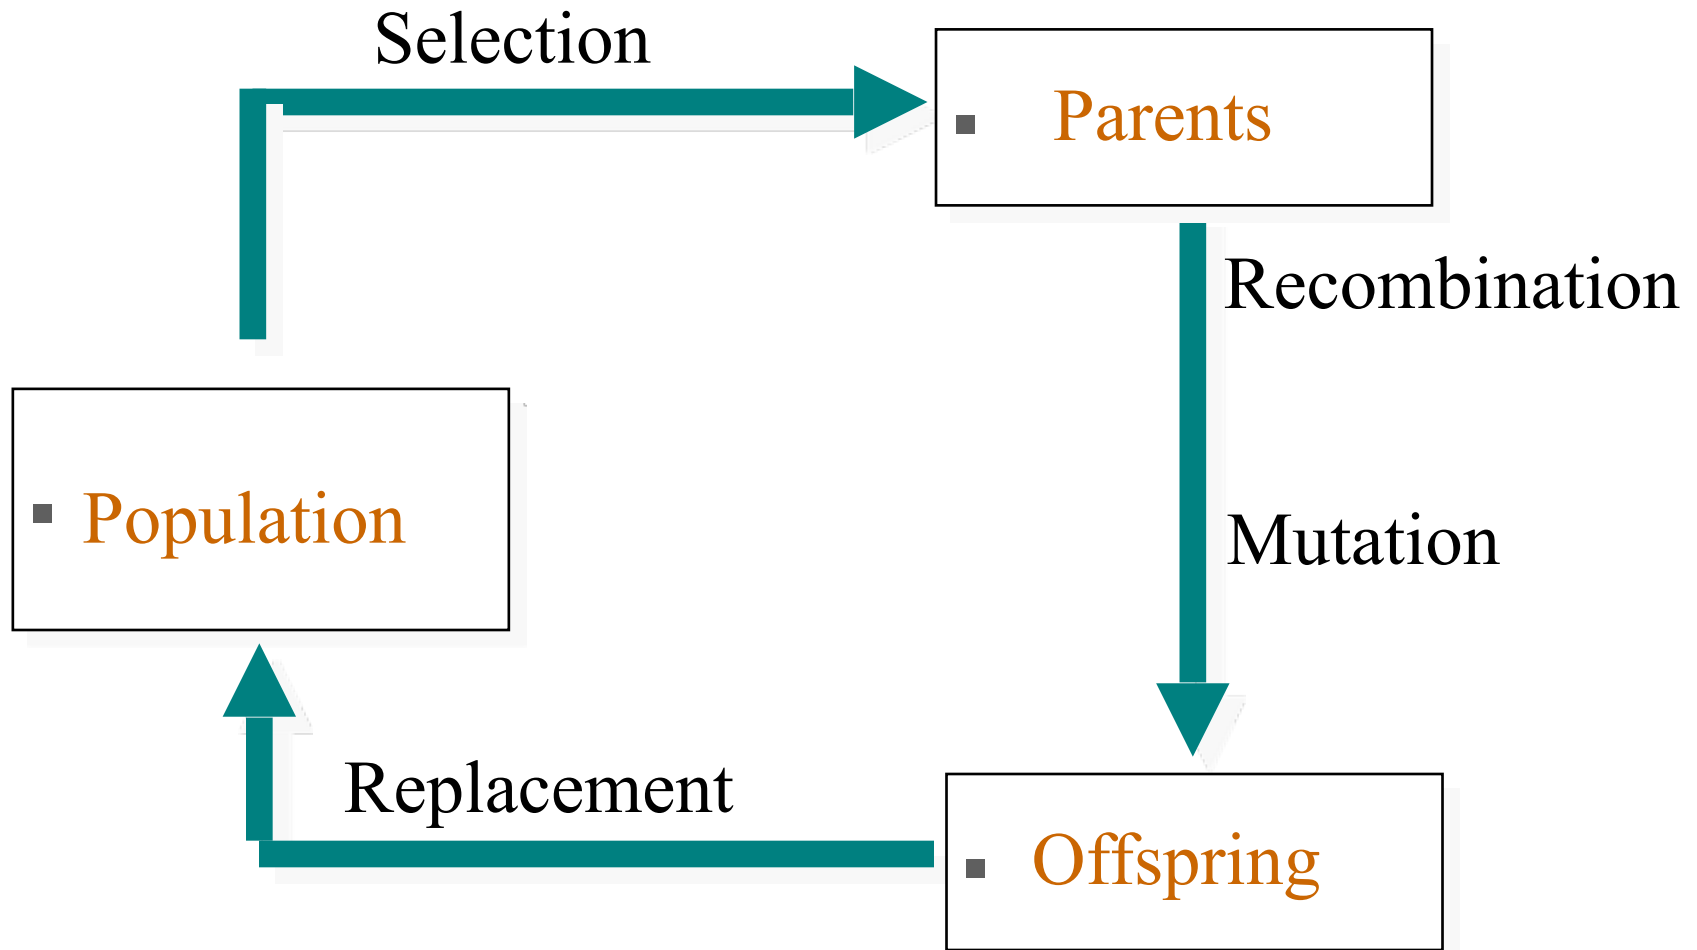 Selection
Parents
Recombination
Population
Mutation
Replacement
Offspring